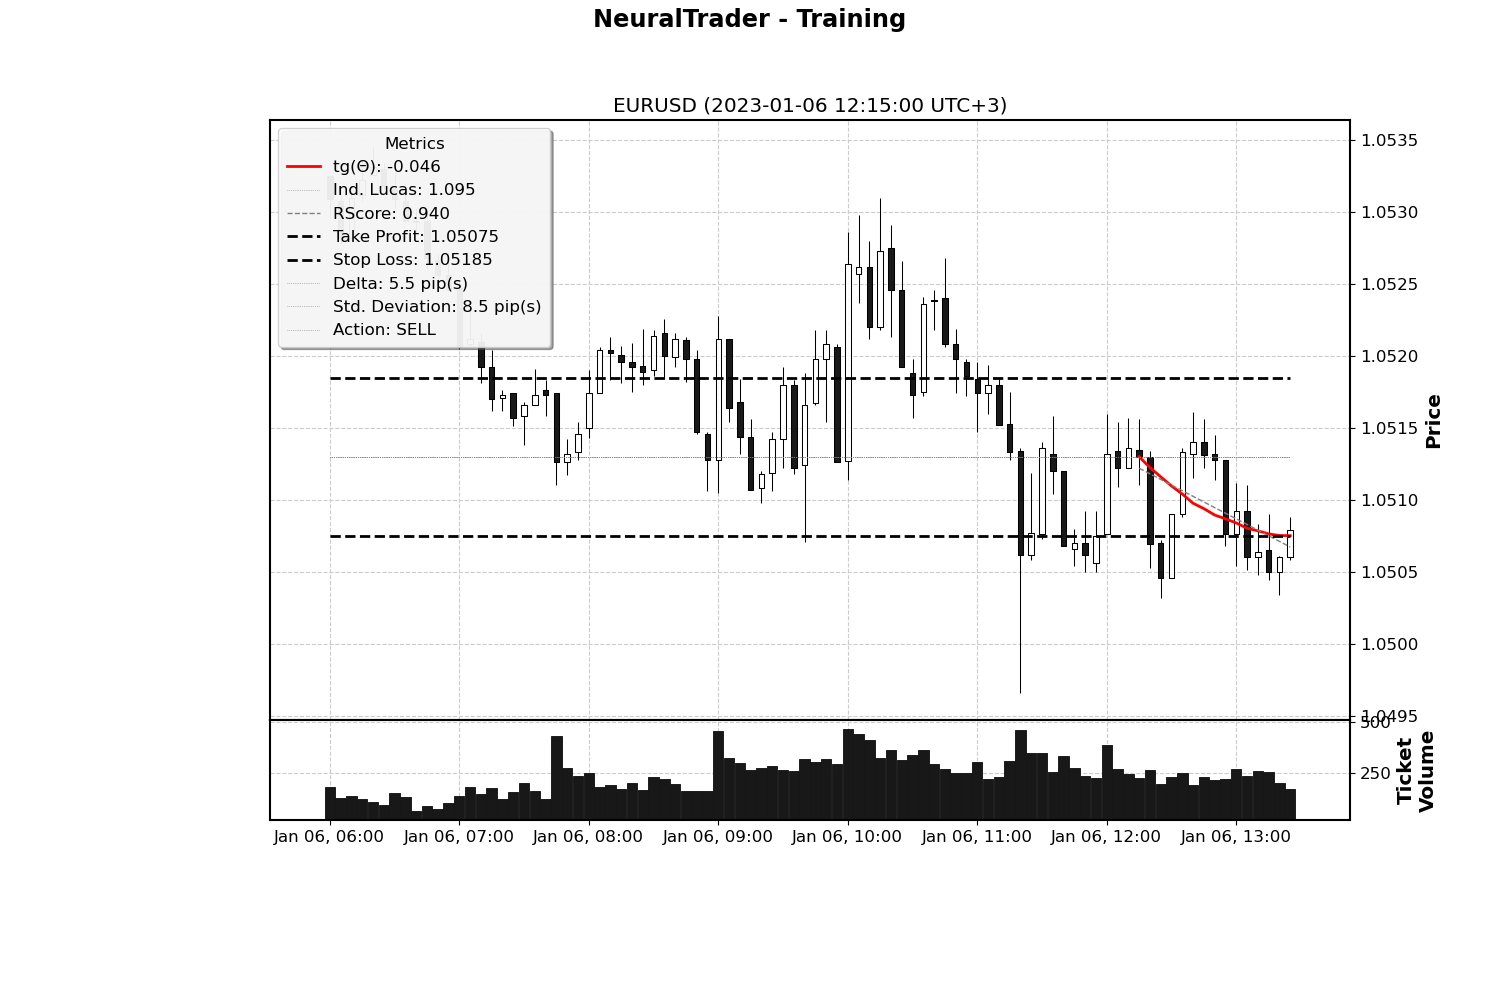 NeuralTrader - Training
EURUSD (2023-01-06 12:15:00 UTC+3)
Metrics
tg(Θ): -0.046
Ind. Lucas: 1.095
RScore: 0.940
Take Profit: 1.05075
Stop Loss: 1.05185
Delta: 5.5 pip(s)
Std. Deviation: 8.5 pip(s)
Action: SELL
1.0535
1.0530
1.0525
1.0520
1.0515
1.0510
1.0505
1.0500
1.0495
Price
500
250
Ticket
Volume
Jan 06, 06:00
Jan 06, 07:00
Jan 06, 08:00
Jan 06, 09:00
Jan 06, 10:00
Jan 06, 11:00
Jan 06, 12:00
Jan 06, 13:00